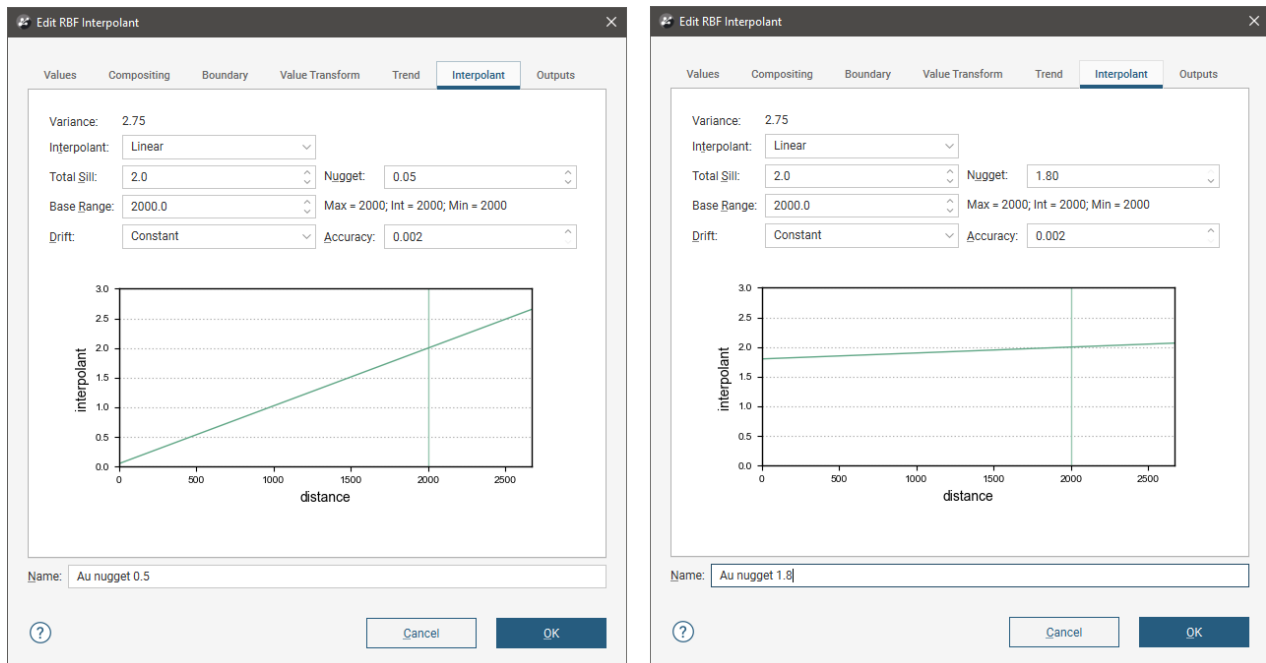 Edit RBF Interpolant
Values Compositing Boundary Value Transform Trend Interpolant Outputs
Variance: 2.75
Interpolant: Linear
Total Sill: 2.0 Nugget: 0.05
Base Range: 2000.0 Max = 2000; Int = 2000; Min = 2000
Drift: Constant Accuracy: 0.002
3.0
2.5
2.0
1.5
1.0
0.5
0.0
interpolant
0 500 1000 1500 2000 2500
distance
Name: Au nugget 0.5
? Cancel OK
Edit RBF Interpolant
Values Compositing Boundary Value Transform Trend Interpolant Outputs
Variance: 2.75
Interpolant: Linear
Total Sill: 2.0 Nugget: 1.80
Base Range: 2000.0 Max = 2000; Int = 2000; Min = 2000
Drift: Constant Accuracy: 0.002
3.0
2.5
2.0
1.5
1.0
0.5
0.0
interpolant
0 500 1000 1500 2000 2500
distance
Name: Au nugget 1.8
? Cancel OK